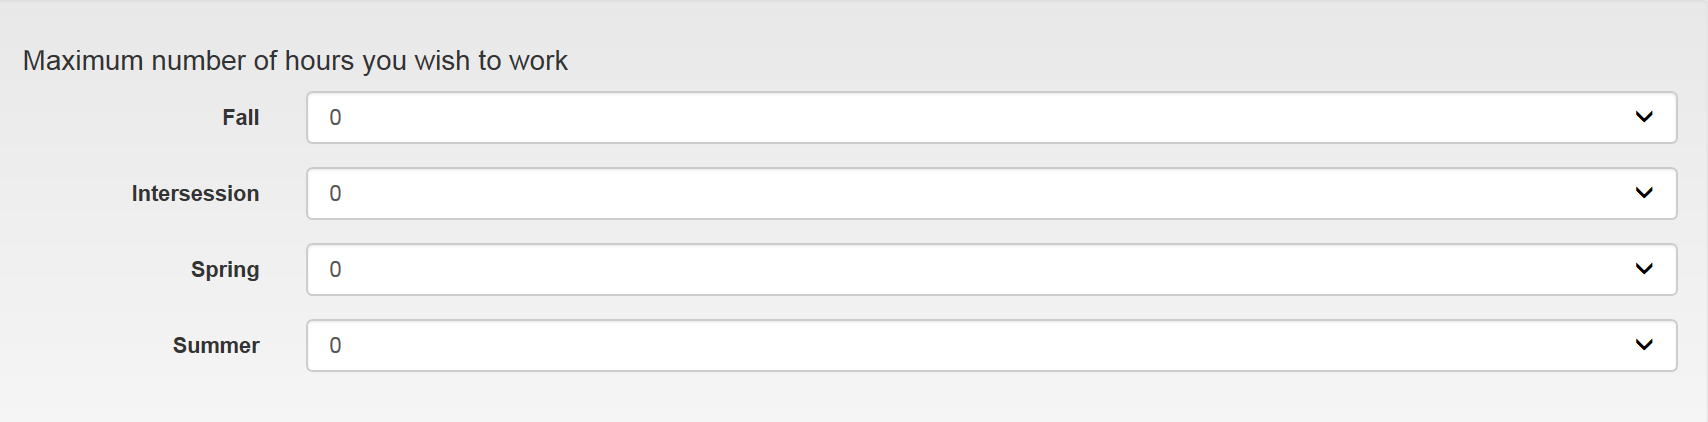 Maximum number of hours you wish to work
Fall 0
Intersession 0
Spring 0
Summer 0